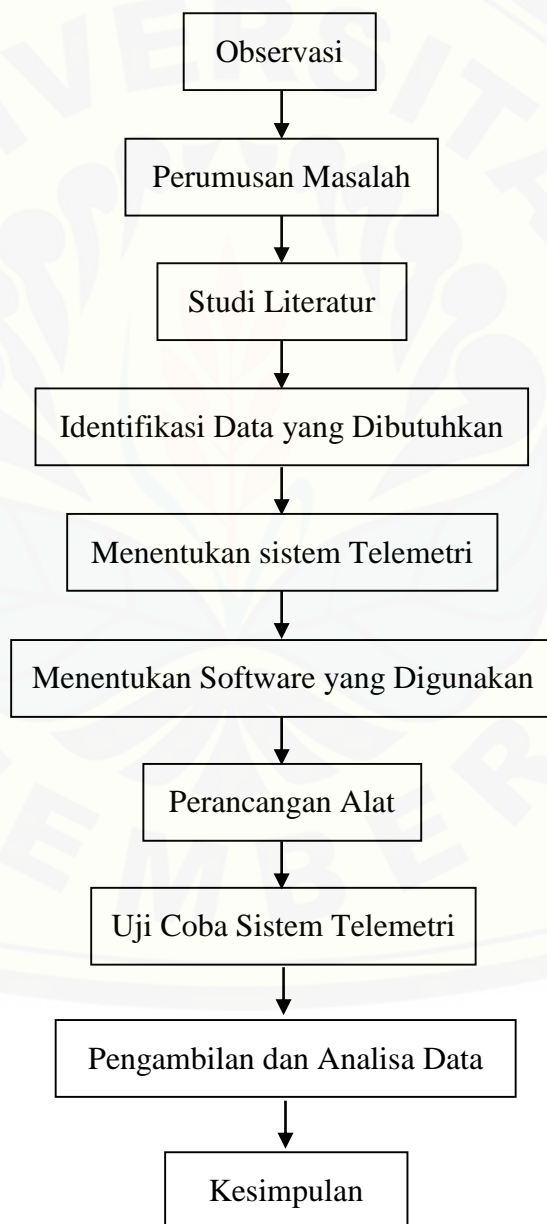 Observasi
Perumusan Masalah
Studi Literatur
Identifikasi Data yang Dibutuhkan
Menentukan sistem Telemetri
Menentukan Software yang Digunakan
Perancangan Alat
Uji Coba Sistem Telemetri
Pengambilan dan Analisa Data
Kesimpulan